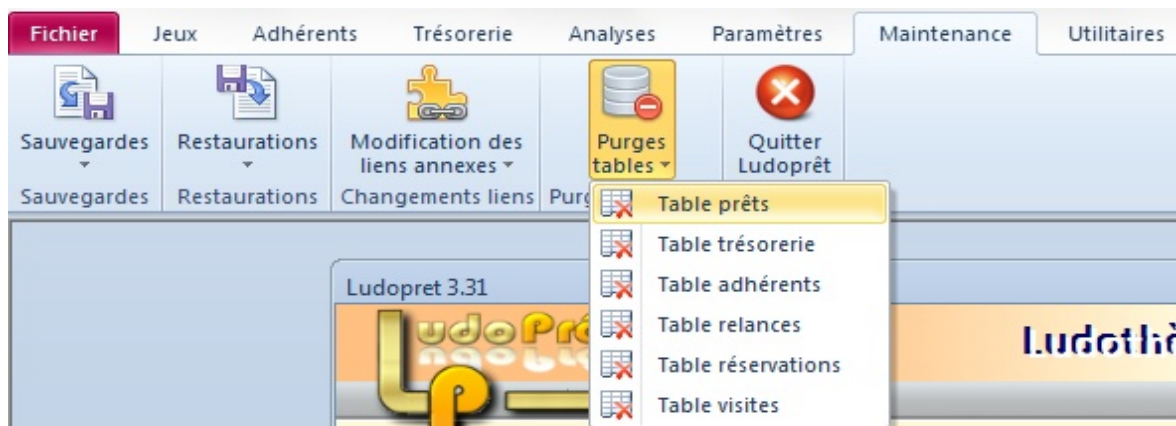 Fichier Jeux Adhérents Trésorerie Analyses Paramètres Maintenance Utilitaires
Sauvegardes Restaurations Modification des liens annexes Purges tables Quitter Ludoprêt
Sauvegardes Restaurations Changements liens
Table prêts
Table trésorerie
Table adhérents
Table relances
Table réservations
Table visites
Ludopret 3.31